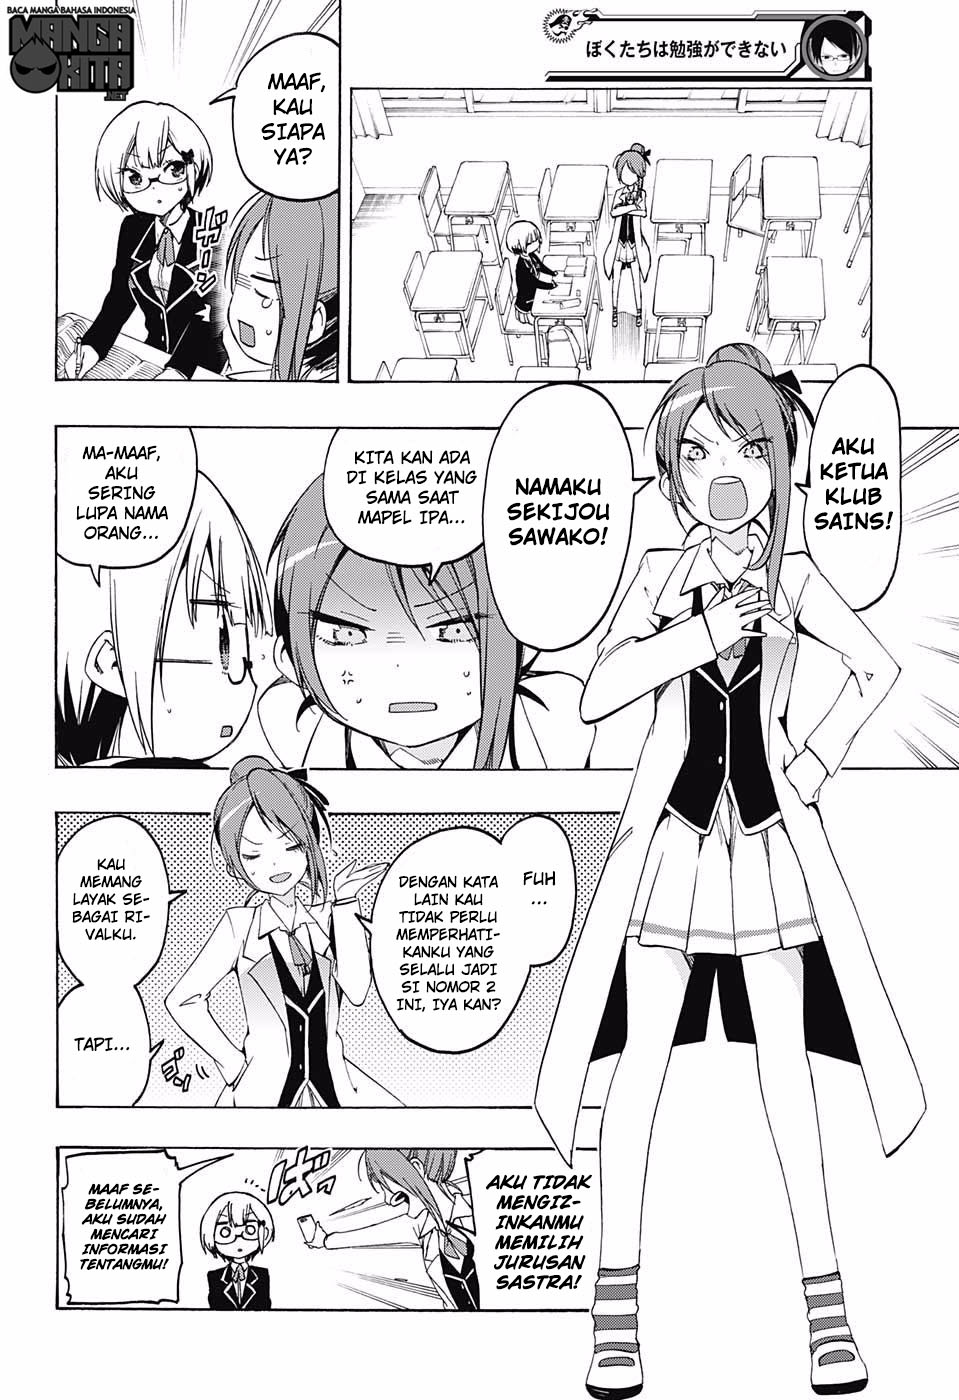 BACA MANGA BAHASA INDONESIA
MANGA
KITA
.NET
ぼくたちは勉強ができない
MAAF,
KAU
SIAPA
YA?
AKU
KETUA
KLUB
SAINS!
NAMAKU
SEKIJOU
SAWAKO!
KITA KAN ADA
DI KELAS YANG
SAMA SAAT
MAPEL IPA...
MA-MAAF,
AKU
SERING
LUPA NAMA
ORANG...
FUH
...
DENGAN KATA
LAIN KAU
TIDAK PERLU
MEMPERHATI-
KANKU YANG
SELALU JADI
SI NOMOR 2
INI, IYA KAN?
KAU
MEMANG
LAYAK SE-
BAGAI RI-
VALKU.
TAPI...
AKU TIDAK
MENGIZ-
INKANMU
MEMILIH
JURUSAN
SASTRA!
MAAF SE-
BELUMNYA,
AKU SUDAH
MENCARI
INFORMASI
TENTANGMU!